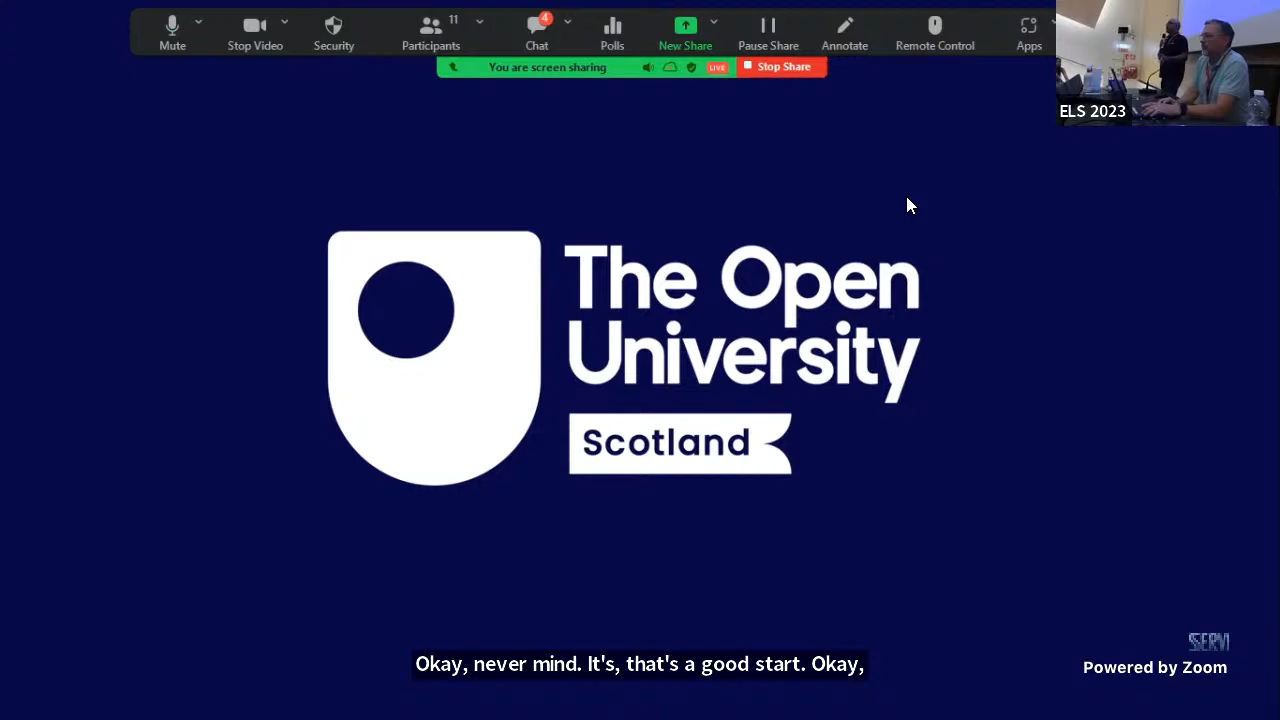 11
4
Mute
Stop Video
Security
Participants
Chat
Polls
New Share
Pause Share
Annotate
Remote Control
Apps
You are screen sharing
LIVE
Stop Share
ELS 2023
The Open
University
Scotland
SERVI
Okay, never mind. It's, that's a good start. Okay,
Powered by Zoom